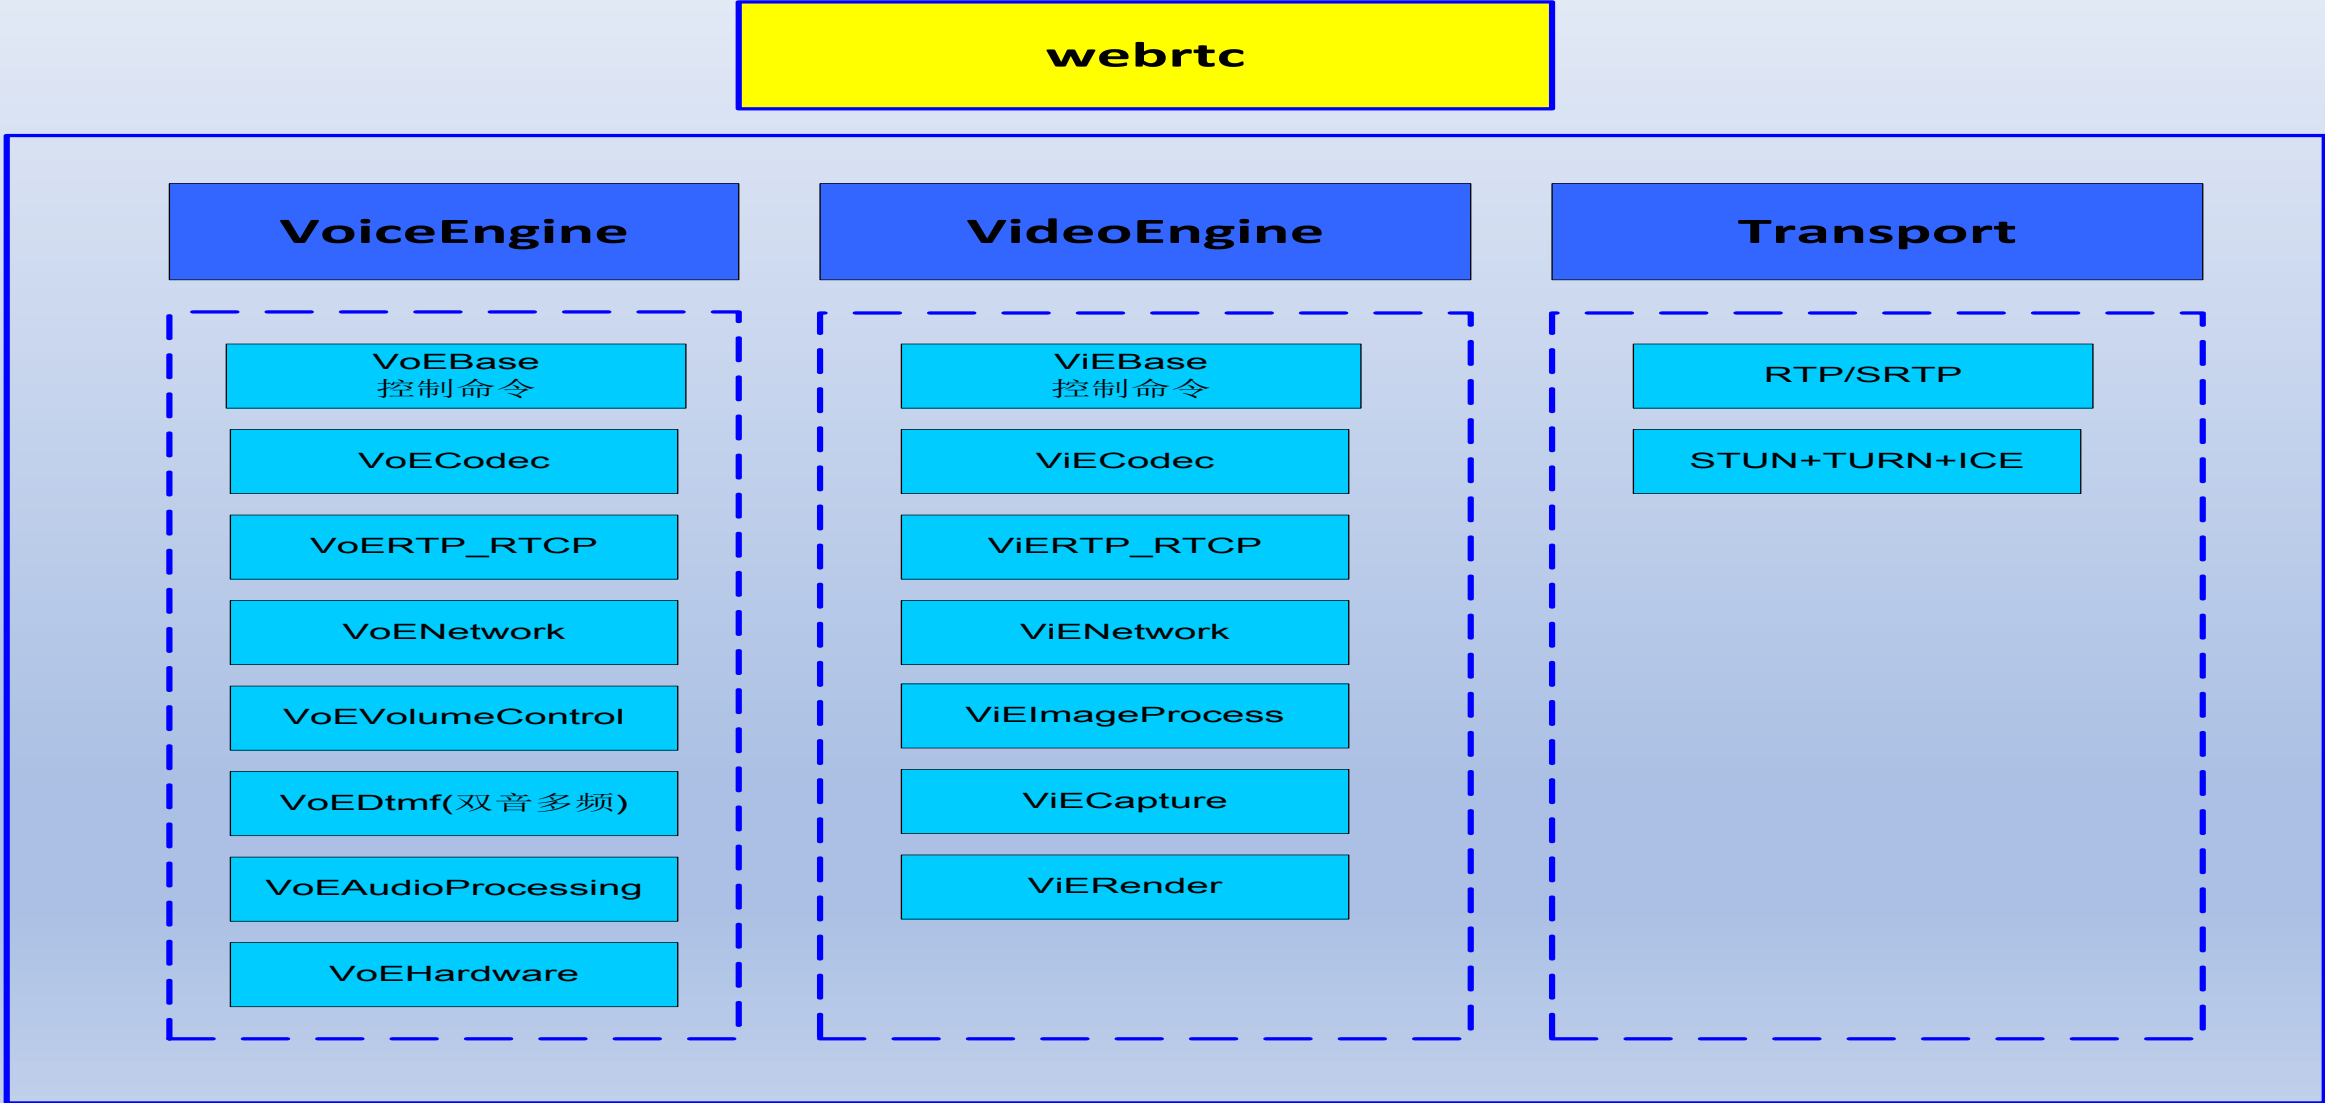 webrtc
VoiceEngine
VoEBase
控制命令
VoECodec
VoERTP_RTCP
VoENetwork
VoEVolumeControl
VoEDtmf(双音多频)
VoEAudioProcessing
VoEHardware
VideoEngine
ViEBase
控制命令
ViECodec
ViERTP_RTCP
ViENetwork
ViEImageProcess
ViECapture
ViERender
Transport
RTP/SRTP
STUN+TURN+ICE